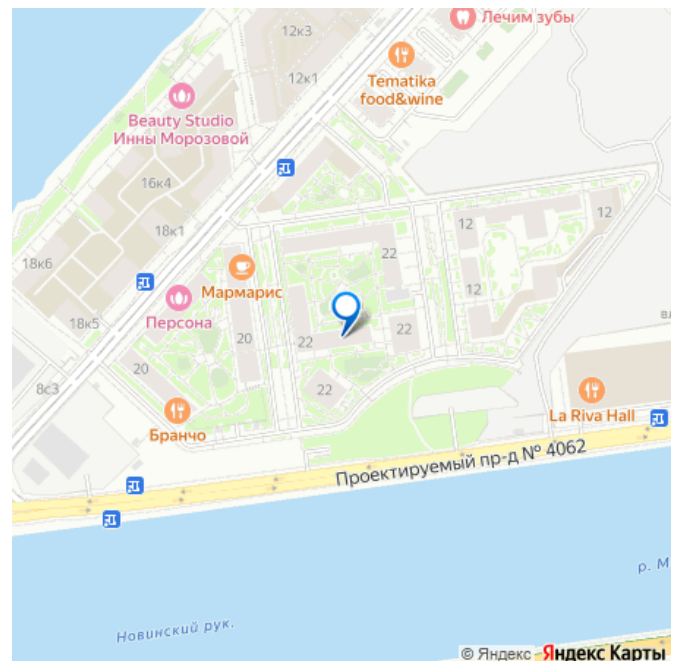 Лечим зубы
12к3
12к1
Tematika
food&wine
Beauty Studio
Инны Морозовой
16к4
18к1
18к6
12
12
22
12
Мармарис
Персона
22
18к5
20
22
22
20
22
8с3
La Riva Hall
Бранчо
Проектируемый пр-д № 4062
р. М
Новинский рук.
© Яндекс Яндекс Карты